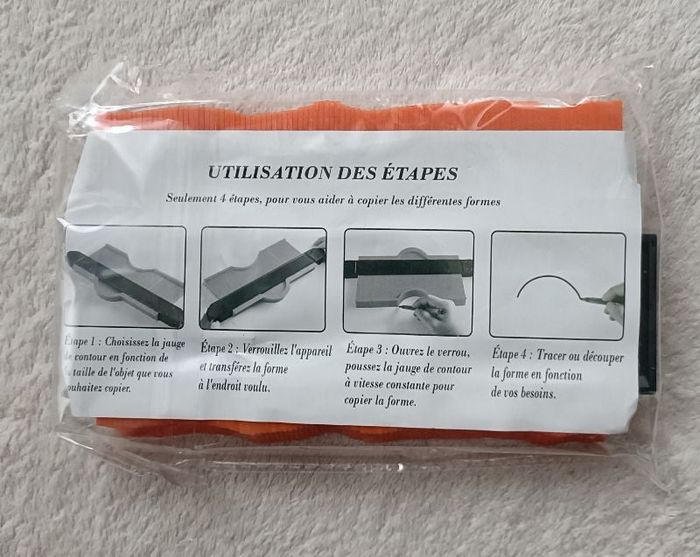 UTILISATION DES ÉTAPES
Seulement 4 étapes, pour vous aider à copier les différentes formes
Étape 1 : Choisissez la jauge
de contour en fonction de
la taille de l'objet que vous
souhaitez copier.
Étape 2 : Verrouillez l'appareil
et transférez la forme
à l'endroit voulu.
Étape 3 : Ouvrez le verrou,
poussez la jauge de contour
à vitesse constante pour
copier la forme.
Étape 4 : Tracer ou découper
la forme en fonction
de vos besoins.